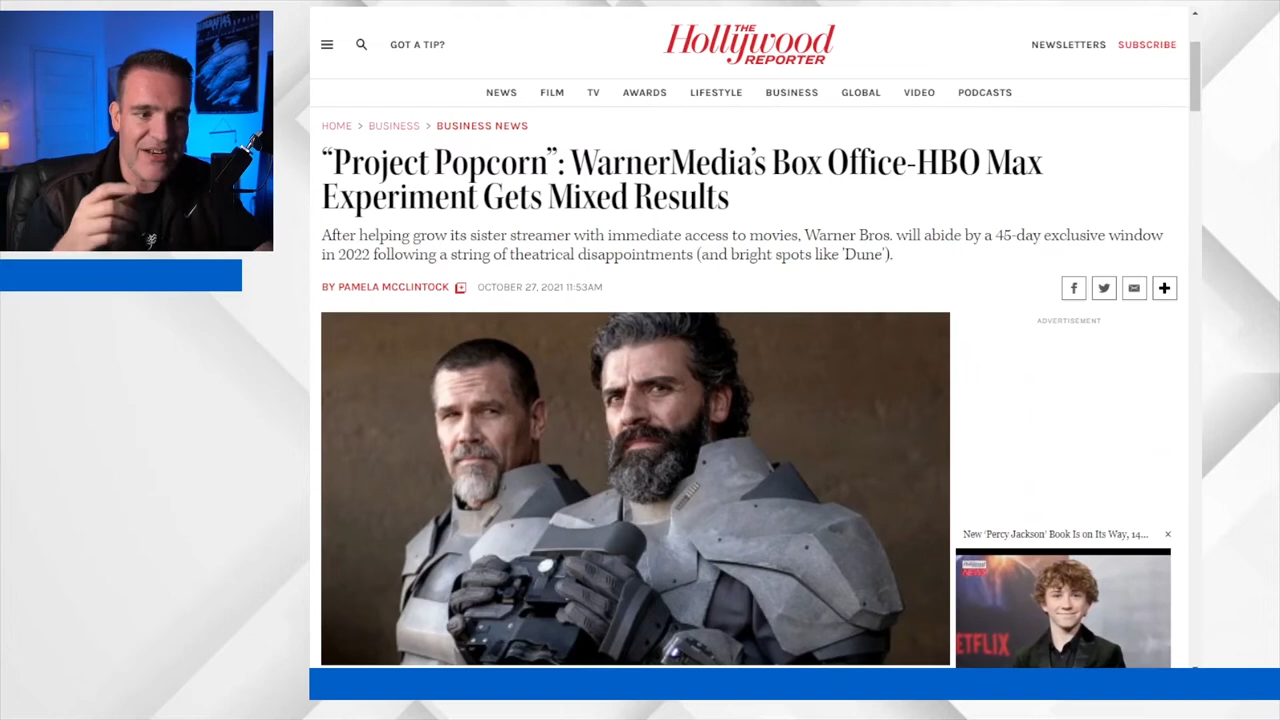 THE
Hollywood
REPORTER
GOT A TIP?
NEWSLETTERS SUBSCRIBE
NEWS FILM TV AWARDS LIFESTYLE BUSINESS GLOBAL VIDEO PODCASTS
HOME > BUSINESS > BUSINESS NEWS
“Project Popcorn”: WarnerMedia’s Box Office-HBO Max
Experiment Gets Mixed Results
After helping grow its sister streamer with immediate access to movies, Warner Bros. will abide by a 45-day exclusive window
in 2022 following a string of theatrical disappointments (and bright spots like 'Dune').
BY PAMELA MCCLINTOCK OCTOBER 27, 2021 11:53AM
ADVERTISEMENT
New ‘Percy Jackson’ Book Is on Its Way, 14...
Hollywood
NEWS
ETFLIX